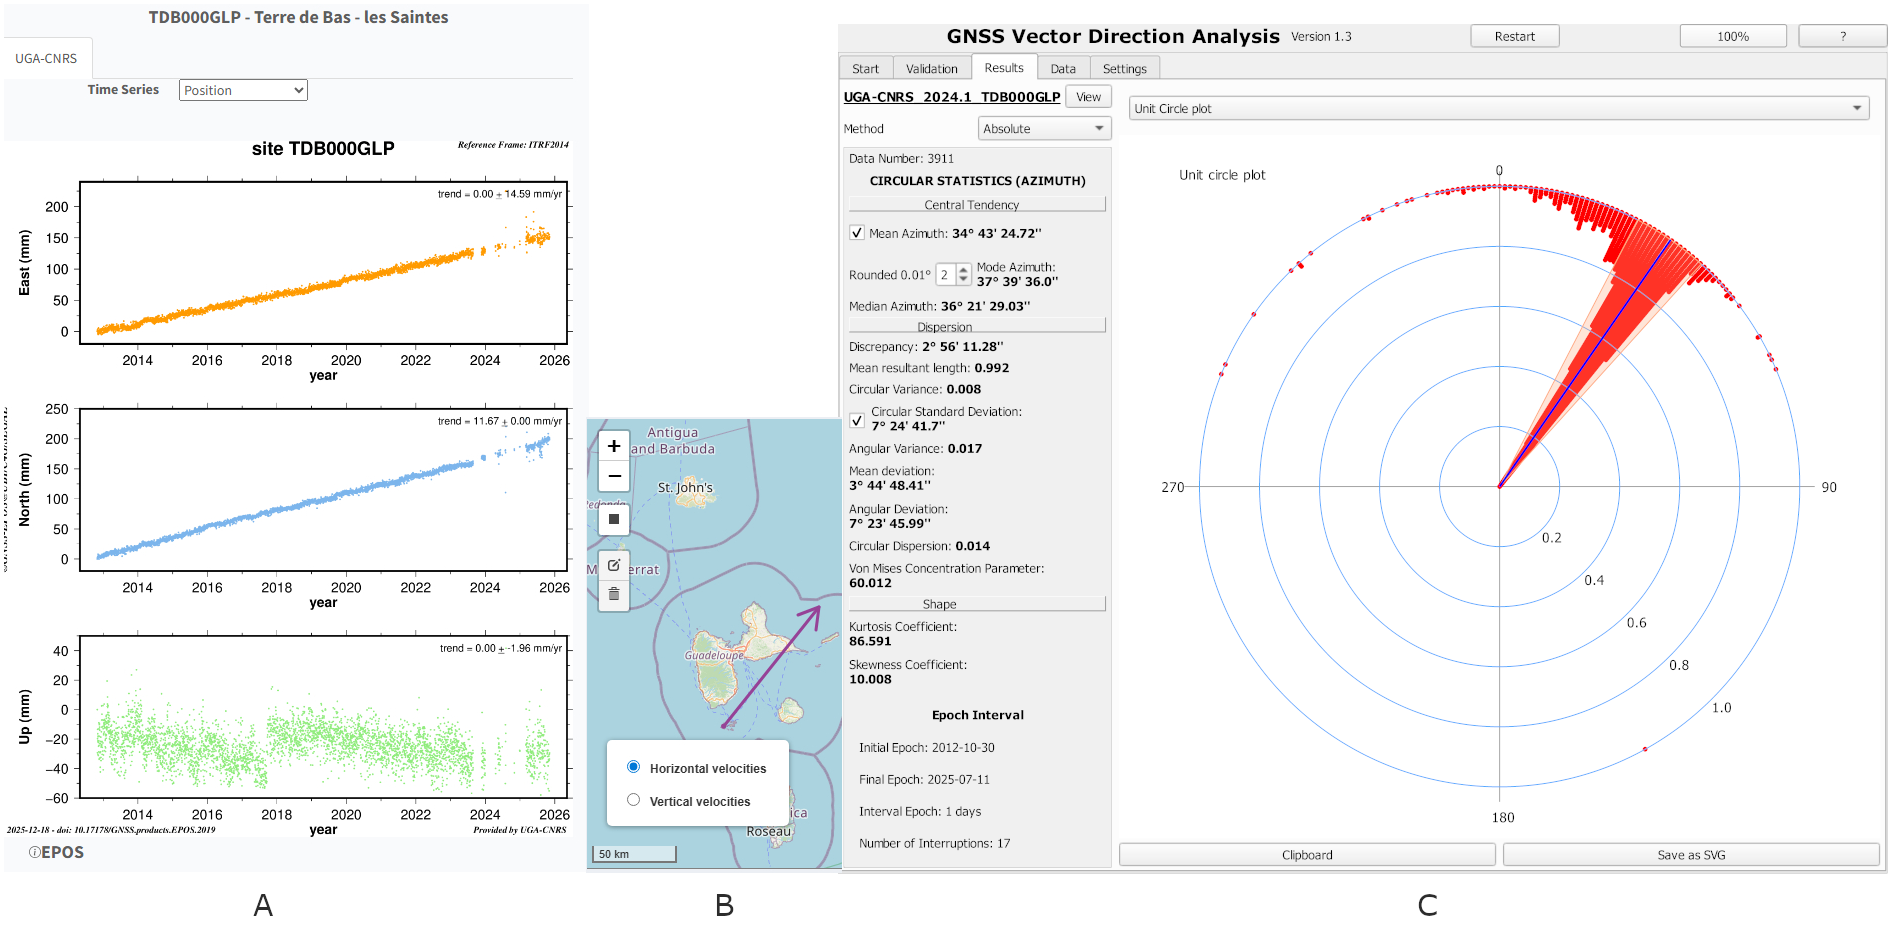 TDB000GLP - Terre de Bas - les Saintes
UGA-CNRS
Time Series Position
site TDB000GLP
Reference Frame: ITRF2014
trend = 0.00 ± 14.59 mm/yr
East (mm)
200
150
100
50
0
2014 2016 2018 2020 2022 2024 2026
year
trend = 11.67 ± 0.00 mm/yr
North (mm)
250
200
150
100
50
0
2014 2016 2018 2020 2022 2024 2026
year
trend = 0.00 ± -1.96 mm/yr
Up (mm)
40
20
0
−20
−40
−60
2014 2016 2018 2020 2022 2024 2026
year
2025-12-18 - doi: 10.17178/GNSS.products.EPOS.2019
Provided by UGA-CNRS
EPOS
A
+
−
Antigua
and Barbuda
St. John's
Redonda
Guadeloupe
Horizontal velocities
Vertical velocities
Roseau
50 km
B
GNSS Vector Direction Analysis Version 1.3
Restart
100%
?
Start Validation Results Data Settings
UGA-CNRS_2024.1_TDB000GLP View
Method Absolute
Data Number: 3911
CIRCULAR STATISTICS (AZIMUTH)
Central Tendency
Mean Azimuth: 34° 43' 24.72''
Rounded 0.01° 2
Mode Azimuth:
37° 39' 36.0''
Median Azimuth: 36° 21' 29.03''
Dispersion
Discrepancy: 2° 56' 11.28''
Mean resultant length: 0.992
Circular Variance: 0.008
Circular Standard Deviation:
7° 24' 41.7''
Angular Variance: 0.017
Mean deviation:
3° 44' 48.41''
Angular Deviation:
7° 23' 45.99''
Circular Dispersion: 0.014
Von Mises Concentration Parameter:
60.012
Shape
Kurtosis Coefficient:
86.591
Skewness Coefficient:
10.008
Epoch Interval
Initial Epoch: 2012-10-30
Final Epoch: 2025-07-11
Interval Epoch: 1 days
Number of Interruptions: 17
Unit Circle plot
Unit circle plot
0
270
90
0.2
0.4
0.6
0.8
1.0
180
Clipboard
Save as SVG
C